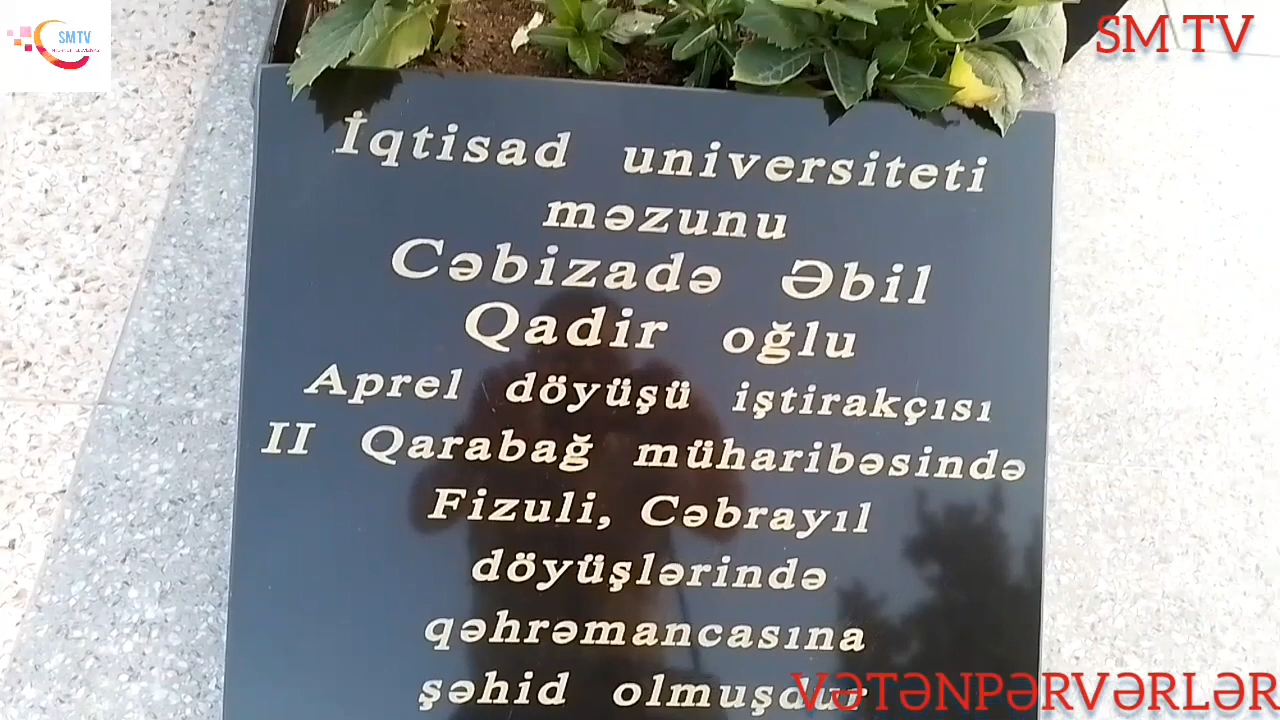 SMTV
SM TV
İqtisad universiteti
məzunu
Cəbizadə Əbil
Qadir oğlu
Aprel döyüşü iştirakçısı
II Qarabağ müharibəsində
Fizuli, Cəbrayıl
döyüşlərində
qəhrəmancasına
şəhid olmuşdur
VƏTƏNPƏRVƏRLƏR